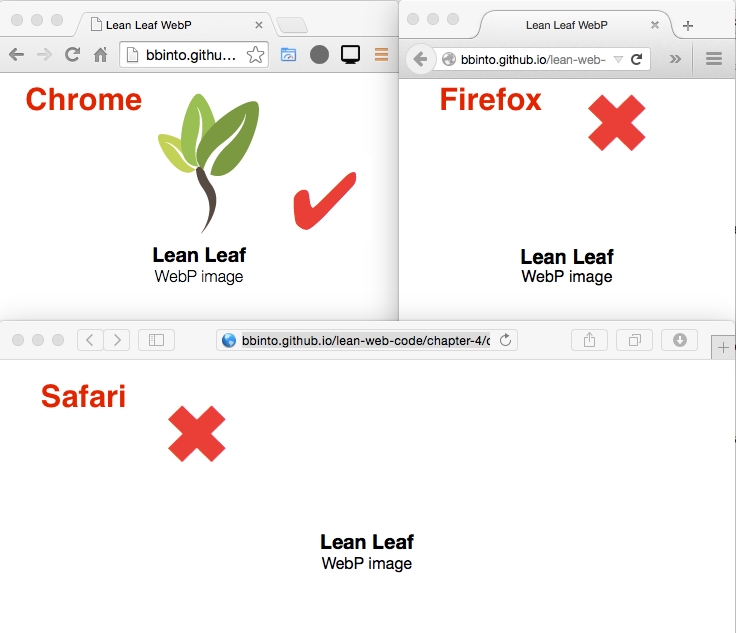 Lean Leaf WebP
bbinto.githu...
Chrome
Lean Leaf
WebP image
Lean Leaf WebP
bbinto.github.io/lean-web-
Firefox
Lean Leaf
WebP image
bbinto.github.io/lean-web-code/chapter-4/c
Safari
Lean Leaf
WebP image